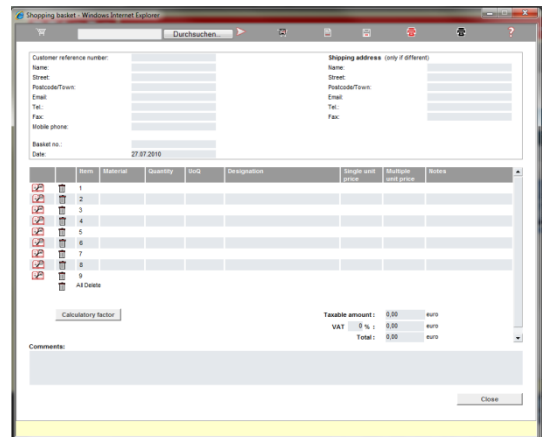 Shopping basket - Windows Internet Explorer
Durchsuchen...
Customer reference number:
Name:
Street:
Postcode/Town:
Email:
Tel.:
Fax:
Mobile phone:
Basket no.:
Date: 27.07.2010
Shipping address (only if different)
Name:
Street:
Postcode/Town:
Email:
Tel.:
Fax:
Item Material Quantity UoQ Designation Single unit price Multiple unit price Notes
1
2
3
4
5
6
7
8
9
All Delete
Calculatory factor
Taxable amount: 0,00 euro
VAT 0 %: 0,00 euro
Total: 0,00 euro
Comments:
Close